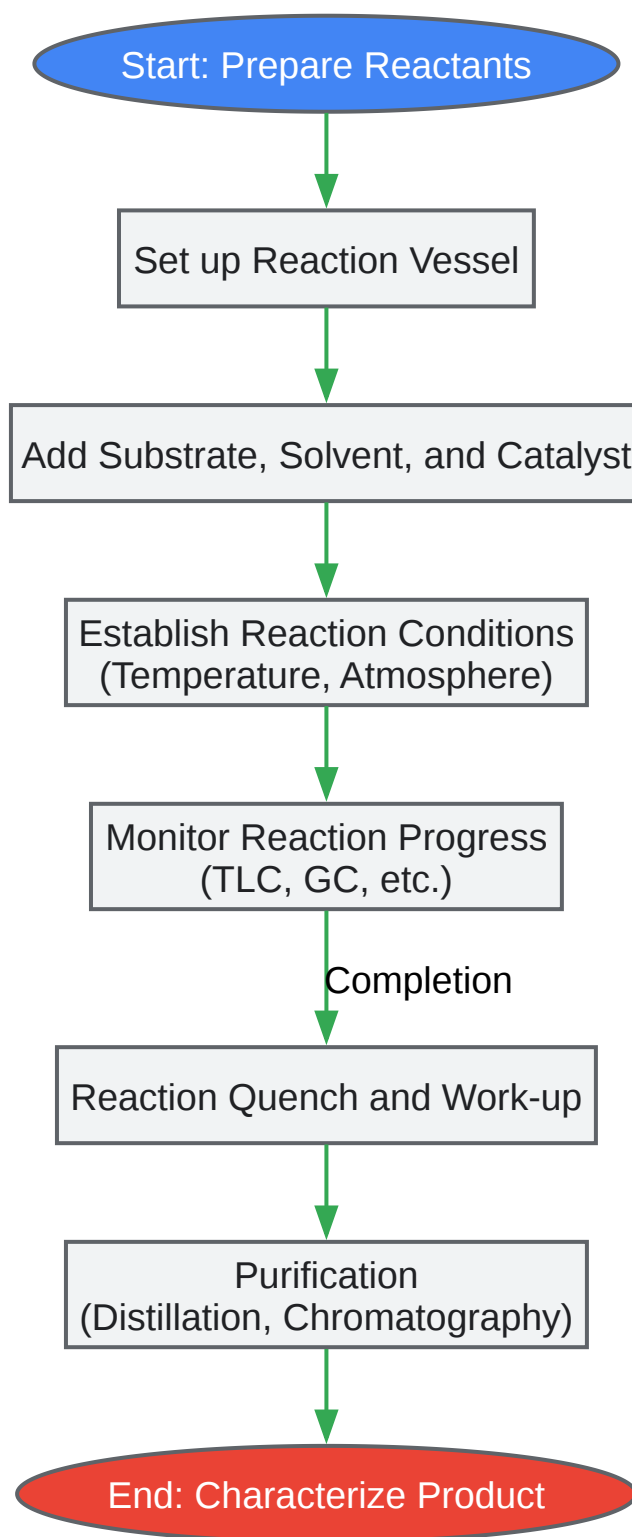 Start: Prepare Reactants
Set up Reaction Vessel
Add Substrate, Solvent, and Catalyst
Establish Reaction Conditions
(Temperature, Atmosphere)
Monitor Reaction Progress
(TLC, GC, etc.)
Completion
Reaction Quench and Work-up
Purification
(Distillation, Chromatography)
End: Characterize Product